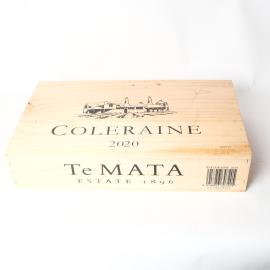 COLERAINE
2020
Te MATA
ESTATE 1896